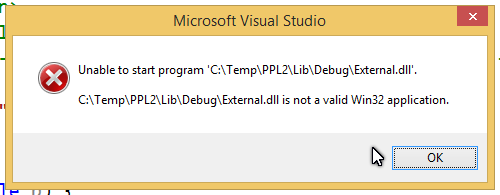 Microsoft Visual Studio
Unable to start program 'C:\Temp\PPL2\Lib\Debug\External.dll'.
C:\Temp\PPL2\Lib\Debug\External.dll is not a valid Win32 application.
OK